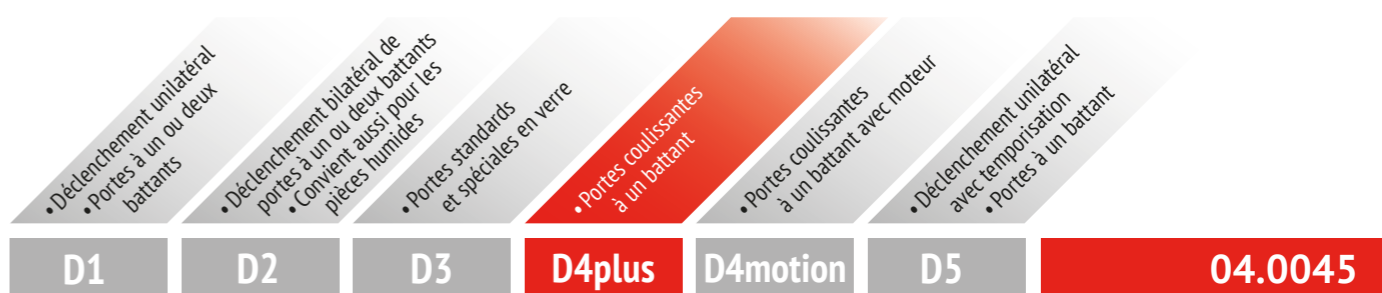 • Déclenchement unilatéral
• Portes à un ou deux
battants
• Déclenchement bilatéral de
portes à un ou deux battants
• Convient aussi pour les
pièces humides
• Portes standards
et spéciales en verre
• Portes coulissantes
à un battant
• Portes coulissantes
à un battant avec moteur
• Déclenchement unilatéral
avec temporisation
• Portes à un battant
D1
D2
D3
D4plus
D4motion
D5
04.0045